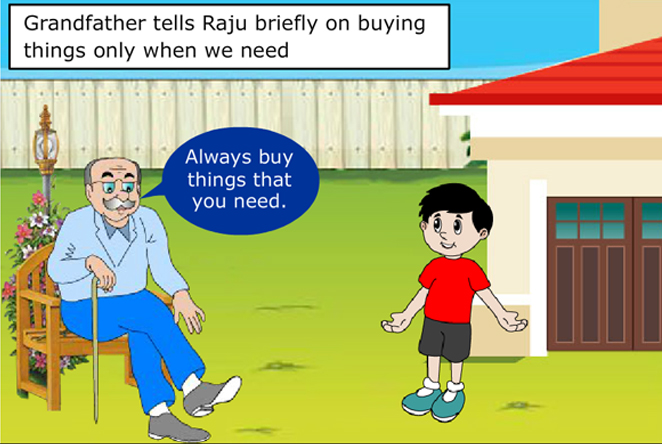 Grandfather tells Raju briefly on buying
things only when we need
Always buy
things that
you need.